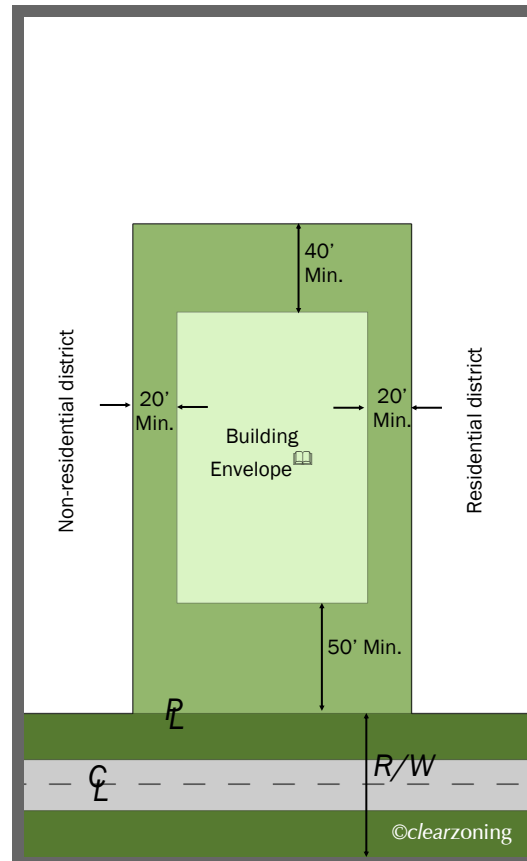 40’
Min.
Non-residential district
20’
Min.
Building
Envelope
20’
Min.
Residential district
50’ Min.
PL
R/W
CL
©clearzoning